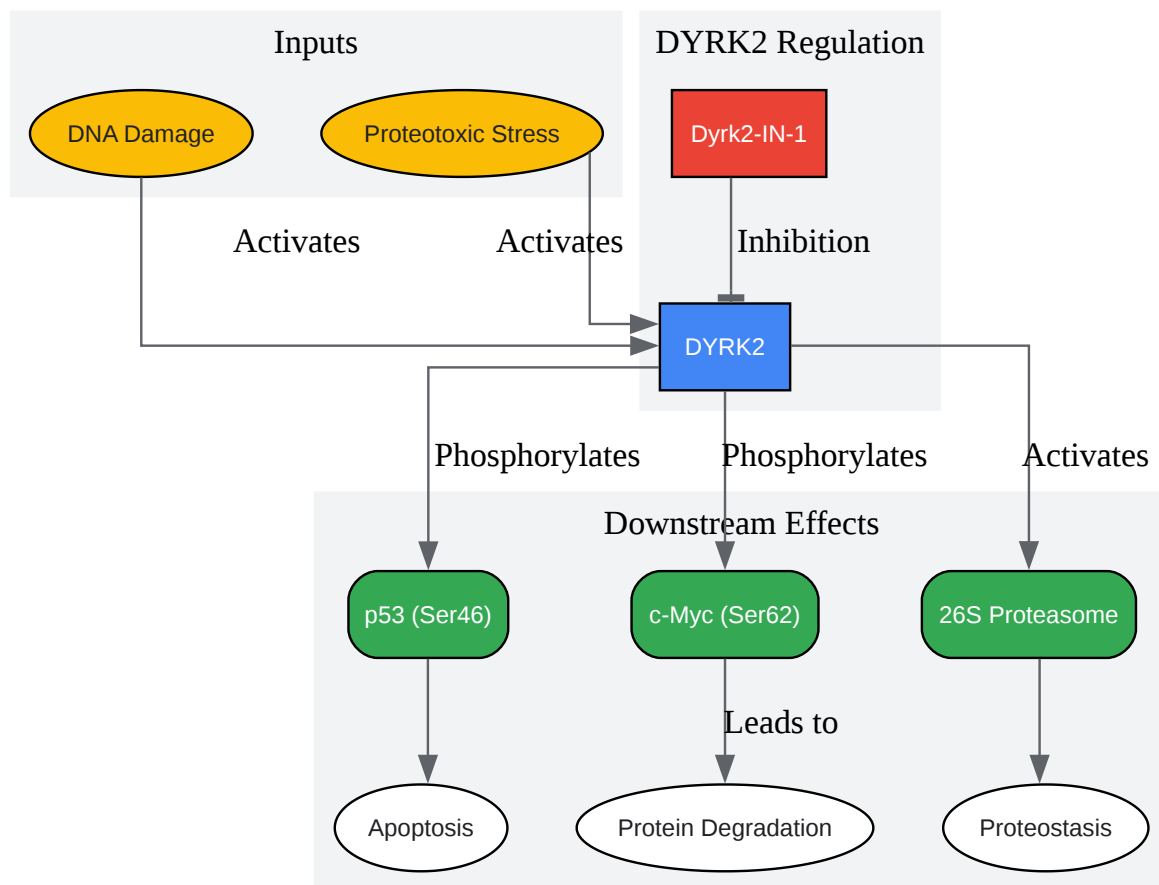 Inputs
DYRK2 Regulation
DNA Damage
Proteotoxic Stress
Dyrk2-IN-1
Activates
Activates
Inhibition
DYRK2
Phosphorylates
Phosphorylates
Activates
Downstream Effects
p53 (Ser46)
c-Myc (Ser62)
26S Proteasome
Leads to
Apoptosis
Protein Degradation
Proteostasis